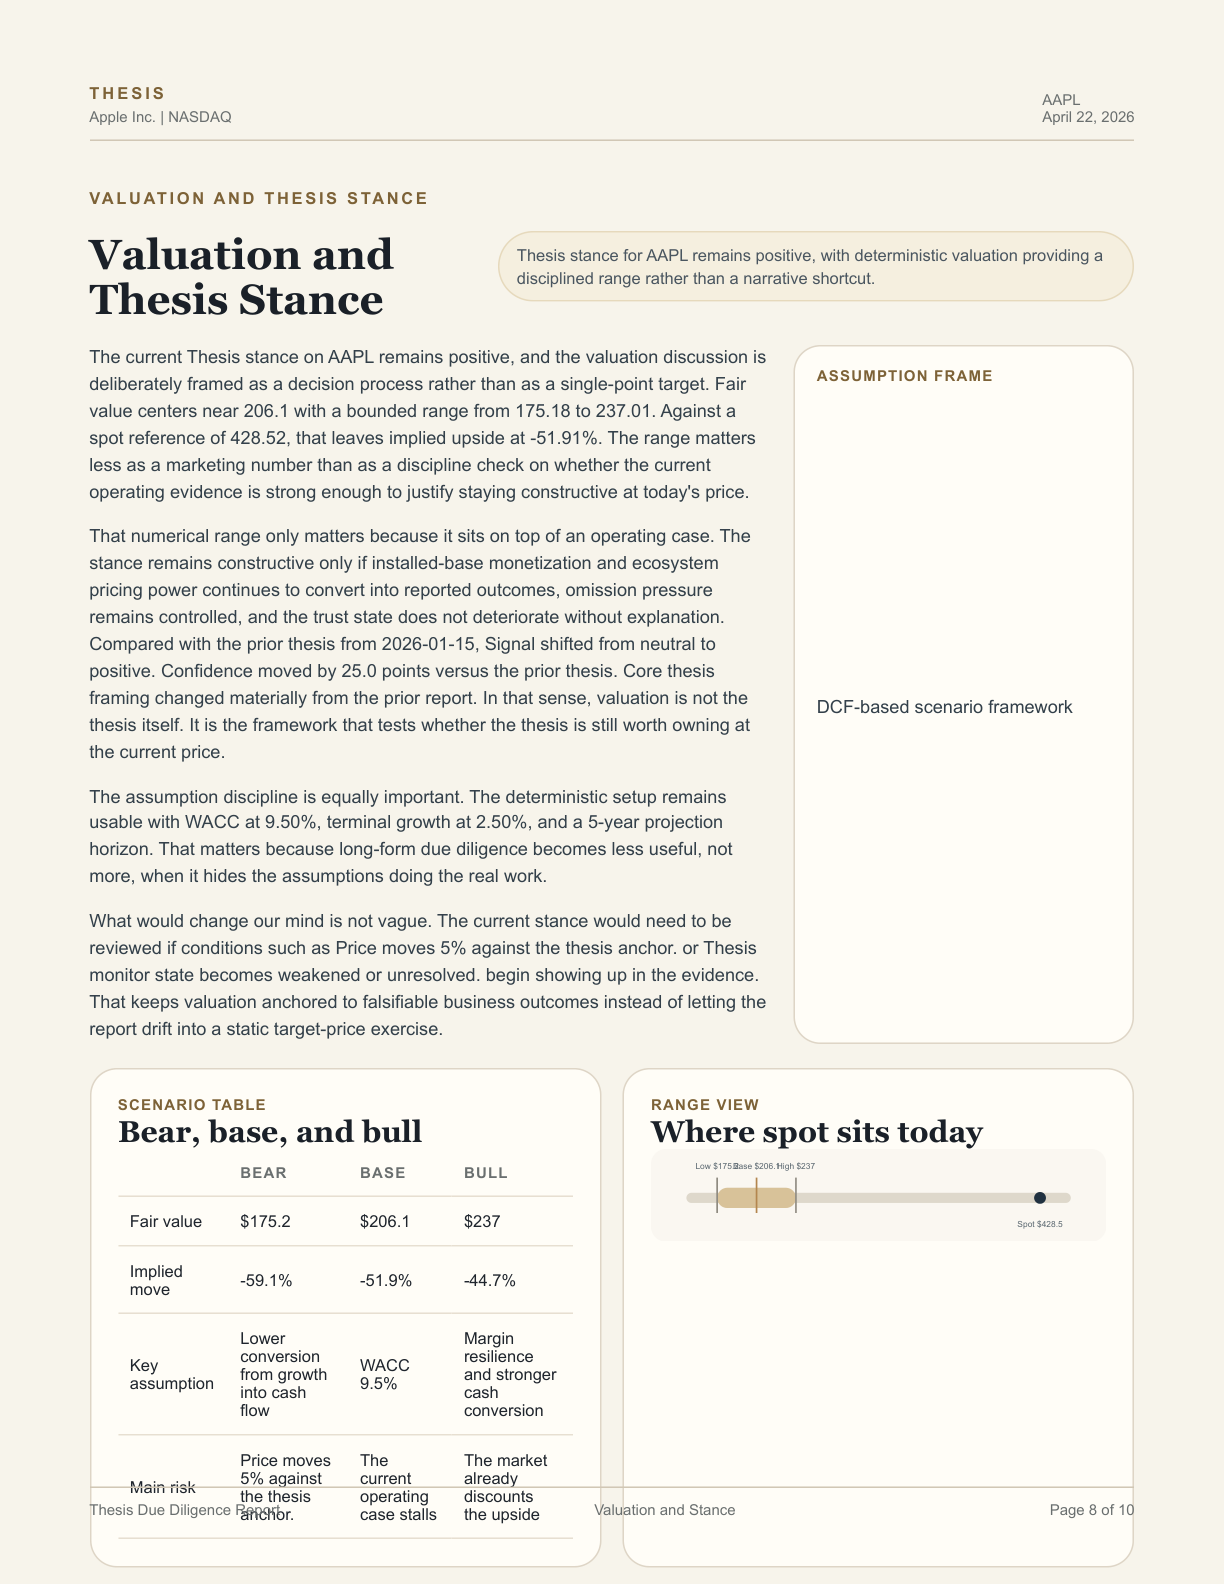 THESIS
Apple Inc. | NASDAQ
AAPL
April 22, 2026
VALUATION AND THESIS STANCE
Valuation and
Thesis Stance
Thesis stance for AAPL remains positive, with deterministic valuation providing a
disciplined range rather than a narrative shortcut.
The current Thesis stance on AAPL remains positive, and the valuation discussion is
deliberately framed as a decision process rather than as a single-point target. Fair
value centers near 206.1 with a bounded range from 175.18 to 237.01. Against a
spot reference of 428.52, that leaves implied upside at -51.91%. The range matters
less as a marketing number than as a discipline check on whether the current
operating evidence is strong enough to justify staying constructive at today's price.
That numerical range only matters because it sits on top of an operating case. The
stance remains constructive only if installed-base monetization and ecosystem
pricing power continues to convert into reported outcomes, omission pressure
remains controlled, and the trust state does not deteriorate without explanation.
Compared with the prior thesis from 2026-01-15, Signal shifted from neutral to
positive. Confidence moved by 25.0 points versus the prior thesis. Core thesis
framing changed materially from the prior report. In that sense, valuation is not the
thesis itself. It is the framework that tests whether the thesis is still worth owning at
the current price.
The assumption discipline is equally important. The deterministic setup remains
usable with WACC at 9.50%, terminal growth at 2.50%, and a 5-year projection
horizon. That matters because long-form due diligence becomes less useful, not
more, when it hides the assumptions doing the real work.
What would change our mind is not vague. The current stance would need to be
reviewed if conditions such as Price moves 5% against the thesis anchor. or Thesis
monitor state becomes weakened or unresolved. begin showing up in the evidence.
That keeps valuation anchored to falsifiable business outcomes instead of letting the
report drift into a static target-price exercise.
ASSUMPTION FRAME
DCF-based scenario framework
SCENARIO TABLE
Bear, base, and bull
BEAR BASE BULL
Fair value $175.2 $206.1 $237
Implied
move
-59.1% -51.9% -44.7%
Key
assumption
Lower
conversion
from growth
into cash
flow
WACC
9.5%
Margin
resilience
and stronger
cash
conversion
Main risk
Price moves
5% against
the thesis
anchor.
The
current
operating
case stalls
The market
already
discounts
the upside
RANGE VIEW
Where spot sits today
Low $175.2 Base $206.1 High $237
Spot $428.5
Thesis Due Diligence Report Valuation and Stance Page 8 of 10